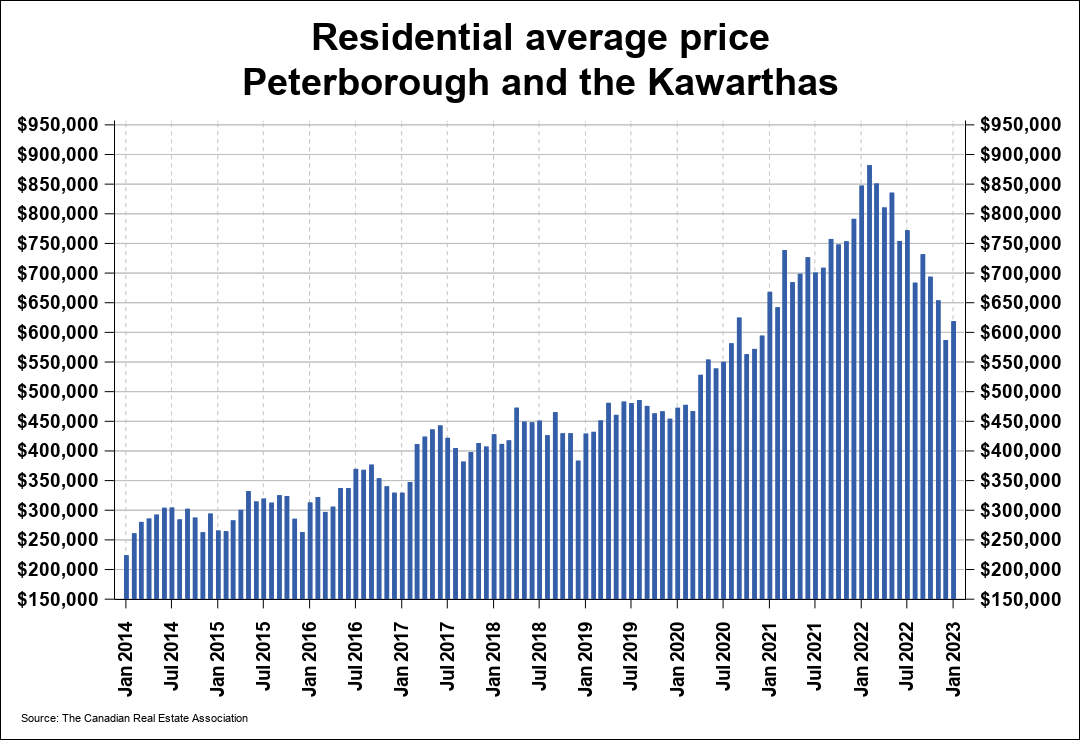 Residential average price
Peterborough and the Kawarthas
$950,000 $950,000
$900,000 $900,000
$850,000 $850,000
$800,000 $800,000
$750,000 $750,000
$700,000 $700,000
$650,000 $650,000
$600,000 $600,000
$550,000 $550,000
$500,000 $500,000
$450,000 $450,000
$400,000 $400,000
$350,000 $350,000
$300,000 $300,000
$250,000 $250,000
$200,000 $200,000
$150,000 $150,000
Jan 2014
Jul 2014
Jan 2015
Jul 2015
Jan 2016
Jul 2016
Jan 2017
Jul 2017
Jan 2018
Jul 2018
Jan 2019
Jul 2019
Jan 2020
Jul 2020
Jan 2021
Jul 2021
Jan 2022
Jul 2022
Jan 2023
Source: The Canadian Real Estate Association